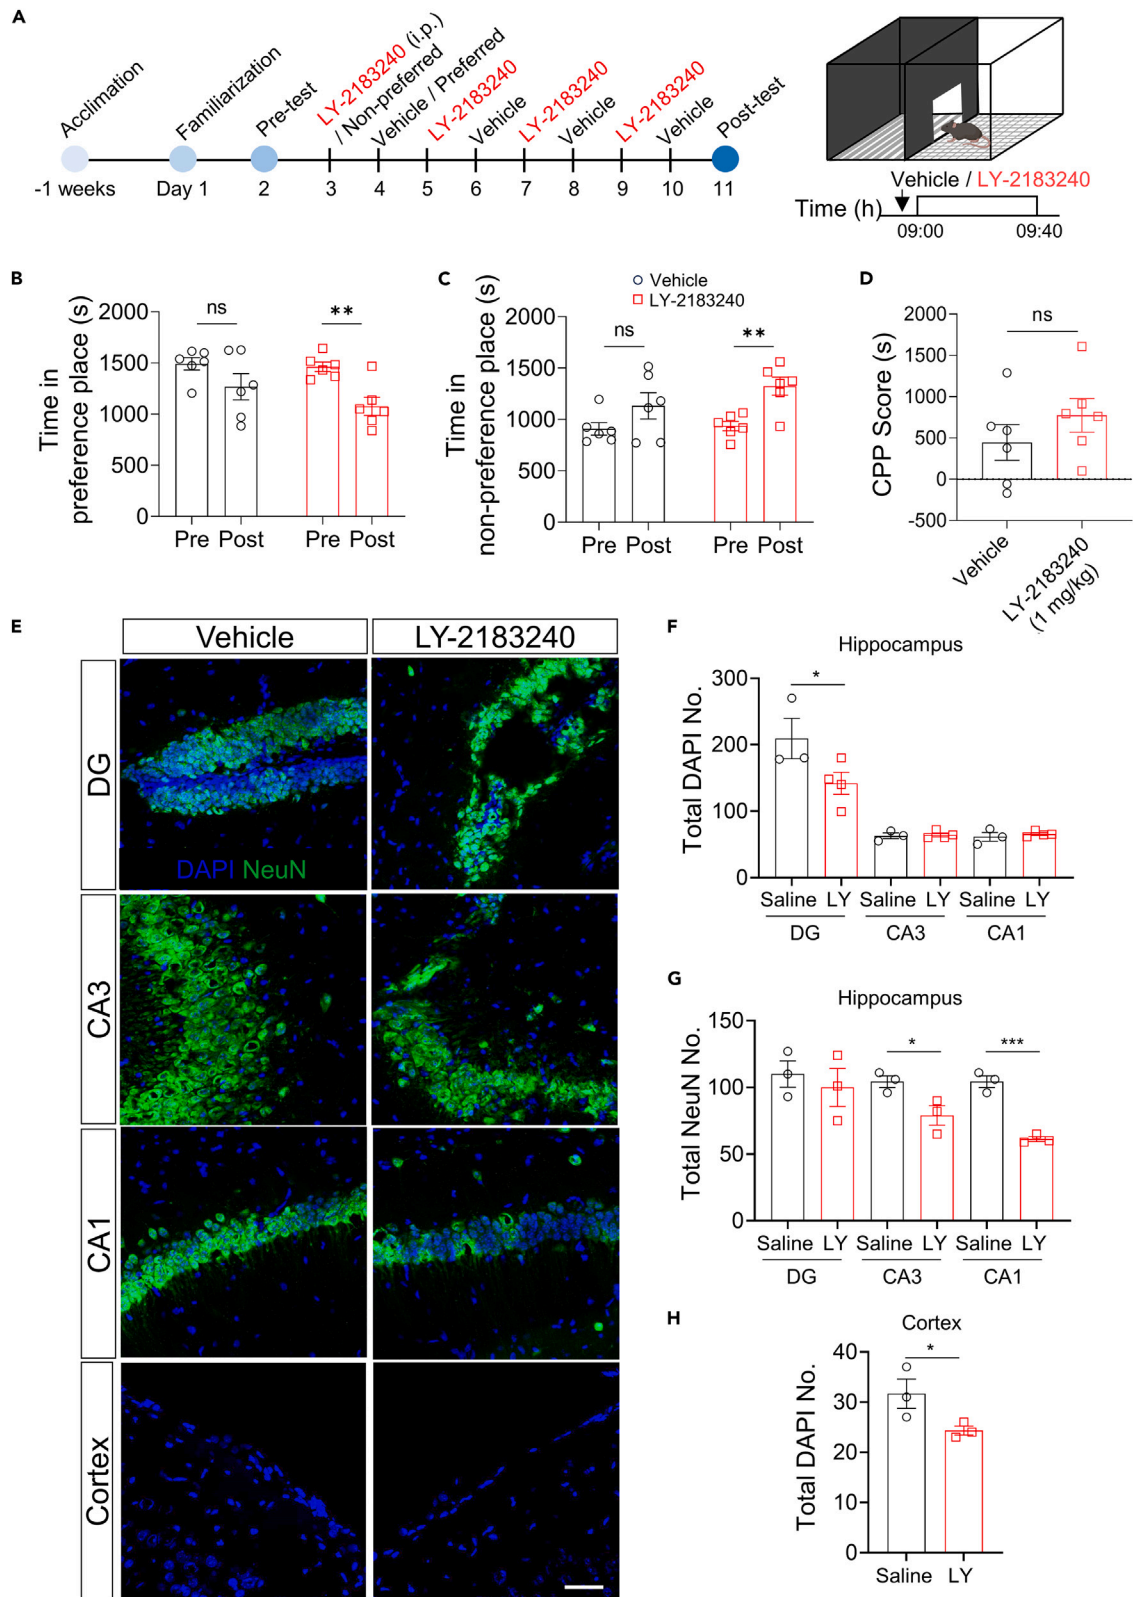 A
Acclimation
Familiarization
Pre-test
LY-2183240 (i.p.)
/ Non-preferred
Vehicle / Preferred
LY-2183240
Vehicle
LY-2183240
Vehicle
LY-2183240
Vehicle
Post-test
-1 weeks
Day 1
2
3
4
5
6
7
8
9
10
11
Vehicle / LY-2183240
Time (h)
09:00
09:40
B
Time in
preference place (s)
2000
1500
1000
500
0
ns
**
Pre Post
Pre Post
C
Vehicle
LY-2183240
Time in
non-preference place (s)
2000
1500
1000
500
0
ns
**
Pre Post
Pre Post
D
CPP Score (s)
2000
1500
1000
500
0
-500
ns
Vehicle
LY-2183240
(1 mg/kg)
E
Vehicle
LY-2183240
DG
DAPI NeuN
CA3
CA1
Cortex
F
Hippocampus
Total DAPI No.
300
200
100
0
*
Saline LY Saline LY Saline LY
DG CA3 CA1
G
Hippocampus
Total NeuN No.
150
100
50
0
*
***
Saline LY Saline LY Saline LY
DG CA3 CA1
H
Cortex
Total DAPI No.
40
30
20
10
0
*
Saline LY